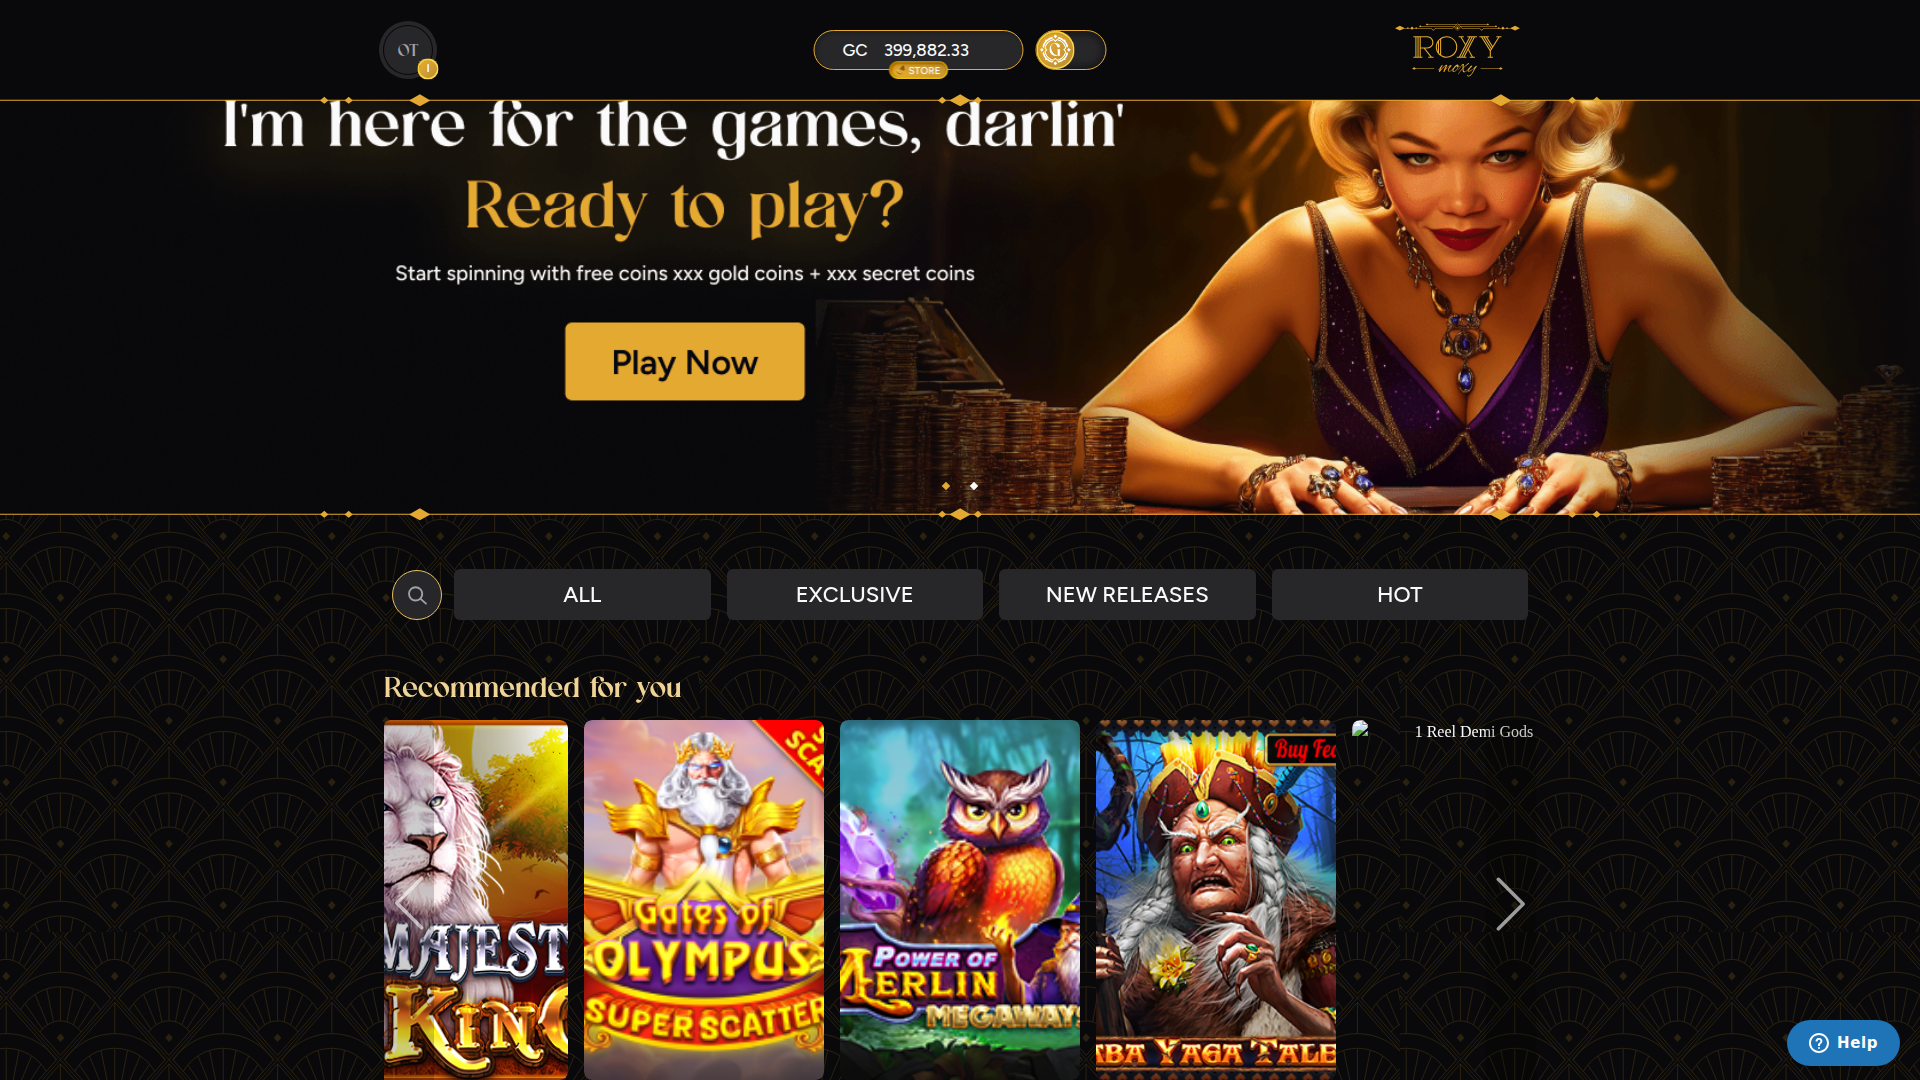 OT
GC 399,882.33
STORE
ROXY
moxy
I'm here for the games, darlin'
Ready to play?
Start spinning with free coins xxx gold coins + xxx secret coins
Play Now
ALL
EXCLUSIVE
NEW RELEASES
HOT
Recommended for you
MAJEST
KING
SCA
Gates of
OLYMPUS
SUPER SCATTER
POWER OF
MERLIN
MEGAWAYS
Buy Fea
ABA YAGA TALE
1 Reel Demi Gods
Help